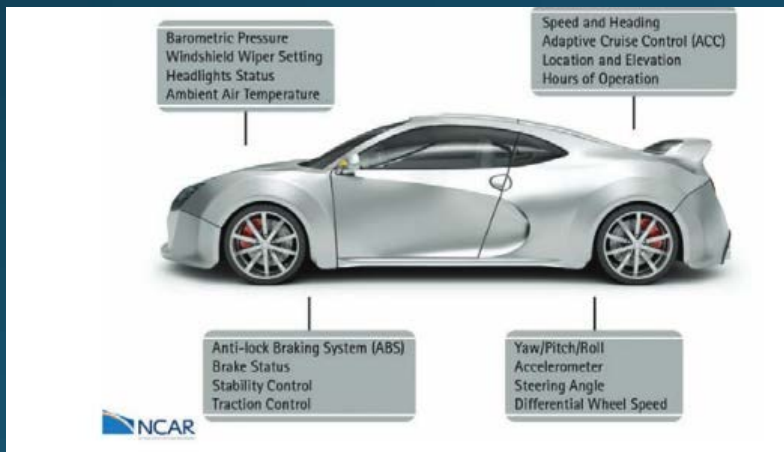 Barometric Pressure
Windshield Wiper Setting
Headlights Status
Ambient Air Temperature
Speed and Heading
Adaptive Cruise Control (ACC)
Location and Elevation
Hours of Operation
Anti-lock Braking System (ABS)
Brake Status
Stability Control
Traction Control
Yaw/Pitch/Roll
Accelerometer
Steering Angle
Differential Wheel Speed
NCAR